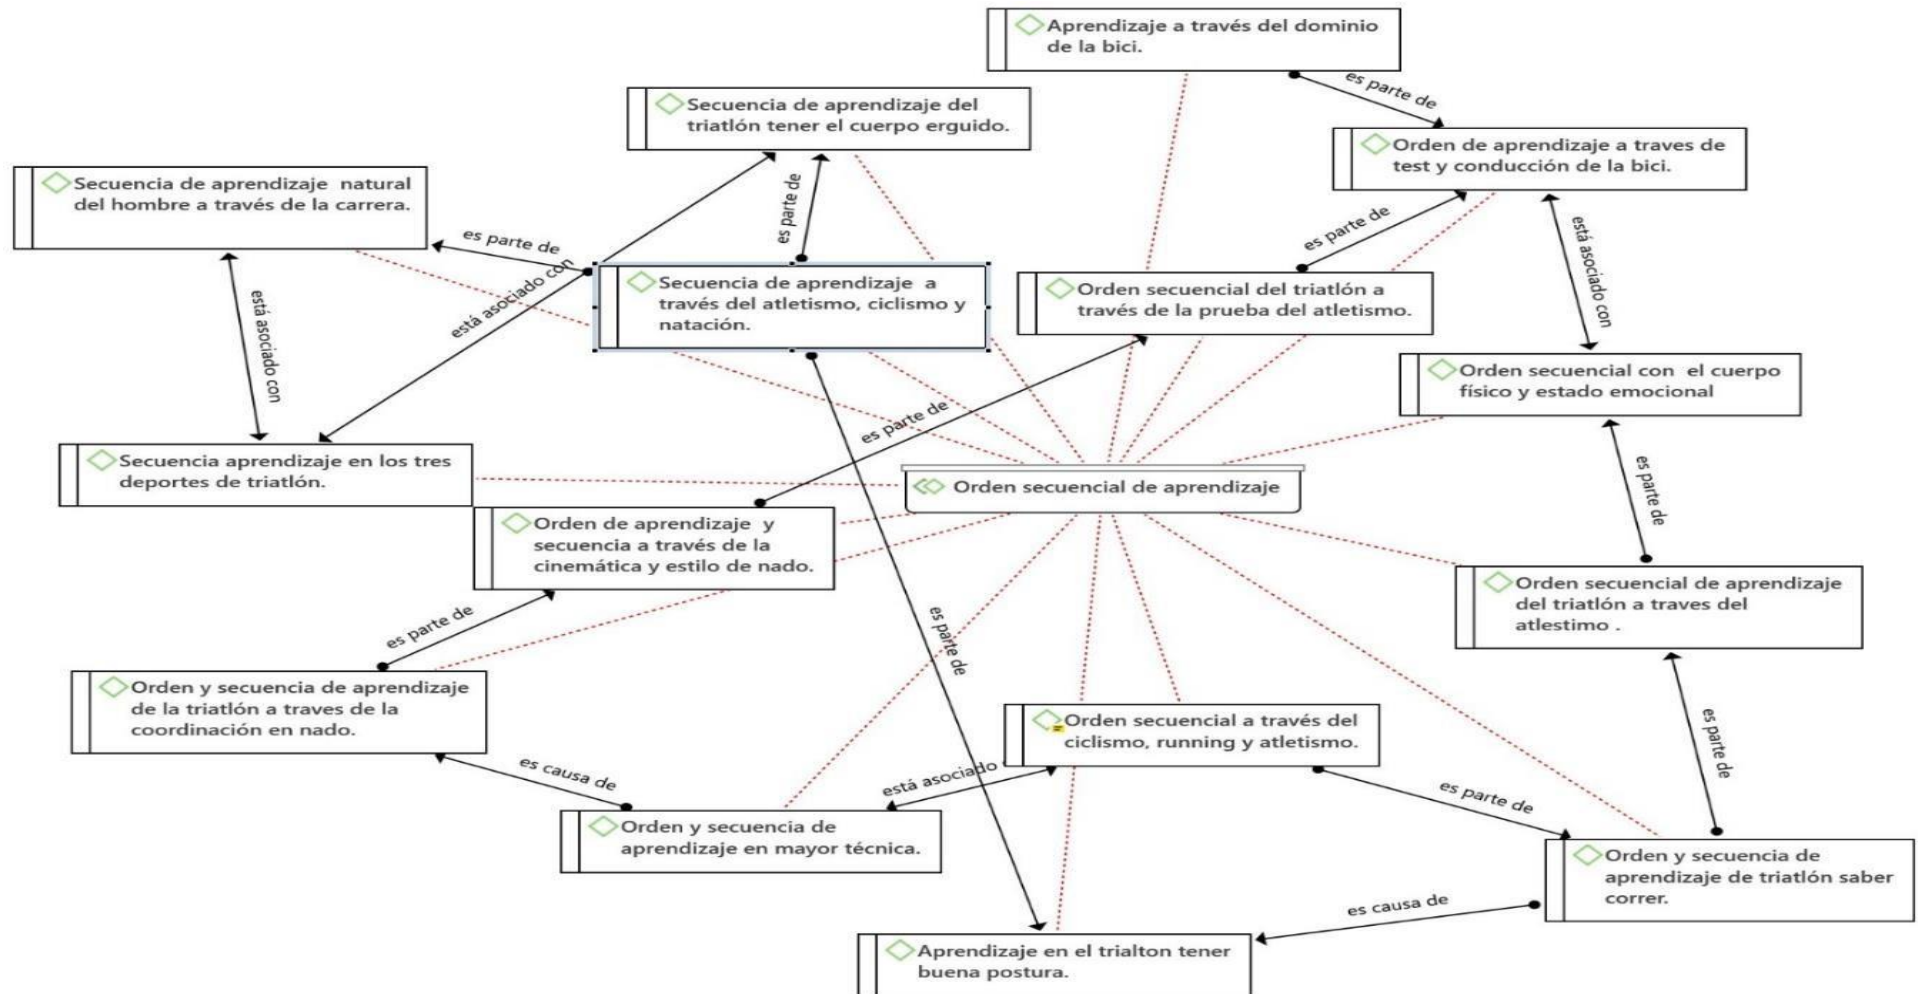 Aprendizaje a través del dominio
de la bici.
es parte de
Secuencia de aprendizaje del
triatlón tener el cuerpo erguido.
Orden de aprendizaje a traves de
test y conducción de la bici.
Secuencia de aprendizaje natural
del hombre a través de la carrera.
es parte de
es parte de
es parte de
está asociado con
está asociado con
Secuencia de aprendizaje a
través del atletismo, ciclismo y
natación.
Orden secuencial del triatlón a
través de la prueba del atletismo.
está asociado con
Orden secuencial con el cuerpo
físico y estado emocional
es parte de
Secuencia aprendizaje en los tres
deportes de triatlón.
Orden secuencial de aprendizaje
es parte de
Orden de aprendizaje y
secuencia a través de la
cinemática y estilo de nado.
Orden secuencial de aprendizaje
del triatlón a traves del
atlestimo .
es parte de
es parte de
Orden y secuencia de aprendizaje
de la triatlón a traves de la
coordinación en nado.
Orden secuencial a través del
ciclismo, running y atletismo.
es parte de
es causa de
está asociado
es parte de
Orden y secuencia de
aprendizaje en mayor técnica.
Orden y secuencia de
aprendizaje de triatlón saber
correr.
es causa de
Aprendizaje en el trialton tener
buena postura.